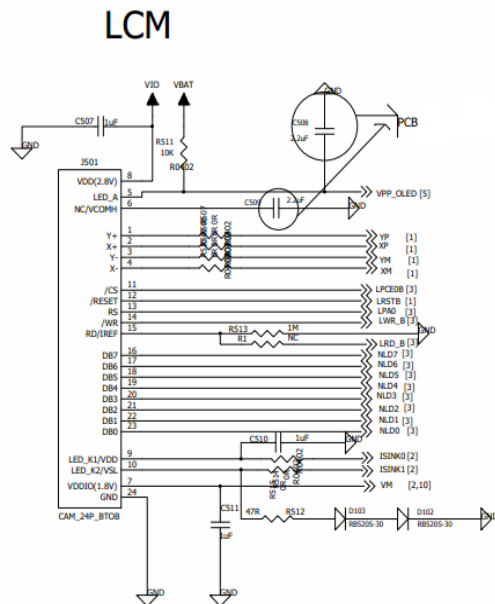 LCM
VIO VBAT
GND
C507 1uF
C508
2.2uF
PCB
GND
R511
10K
R0402
J501
VDD(2.8V) 8
LED_A 5
NC/VCOMH 6
VPP_OLED [5]
C509 2.2uF
GND
Y+ 1 YP [1]
X+ 2 XP [1]
Y- 3 YM [1]
X- 4 XM [1]
/CS 11 LPCE0B [3]
/RESET 12 LRSTB [1]
RS 13 LPA0 [3]
/WR 14 LWR_B [3]
RD/IREF 15 R513 1M GND
R1 NC LRD_B [3]
DB7 16 NLD7 [3]
DB6 17 NLD6 [3]
DB5 18 NLD5 [3]
DB4 19 NLD4 [3]
DB3 20 NLD3 [3]
DB2 21 NLD2 [3]
DB1 22 NLD1 [3]
DB0 23 NLD0 [3]
C510 1uF GND
LED_K1/VDD 9 ISINK0 [2]
LED_K2/VSL 10 ISINK1 [2]
VDDIO(1.8V) 7 VM [2,10]
GND 24
CAM_24P_BTOB
C511
1uF
47R R512
D103
RB520S-30
D102
RB520S-30
GND
GND GND